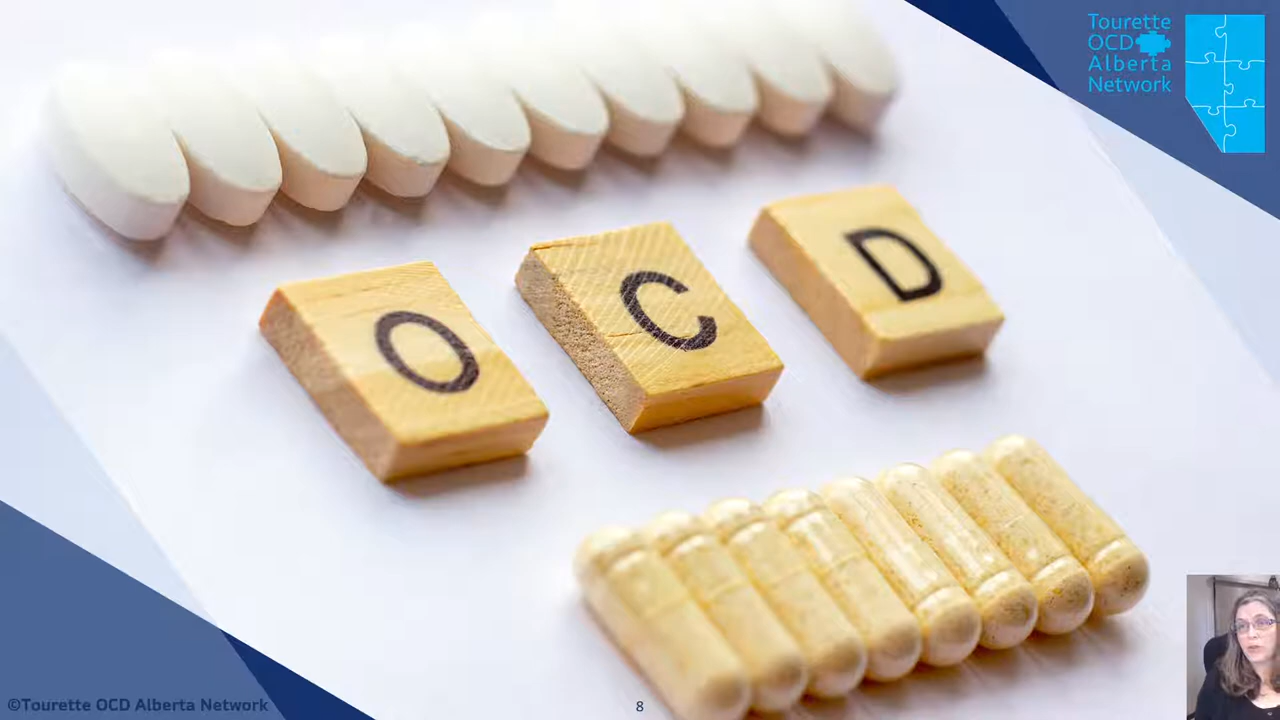 Tourette
OCD
Alberta
Network
O C D
©Tourette OCD Alberta Network
8